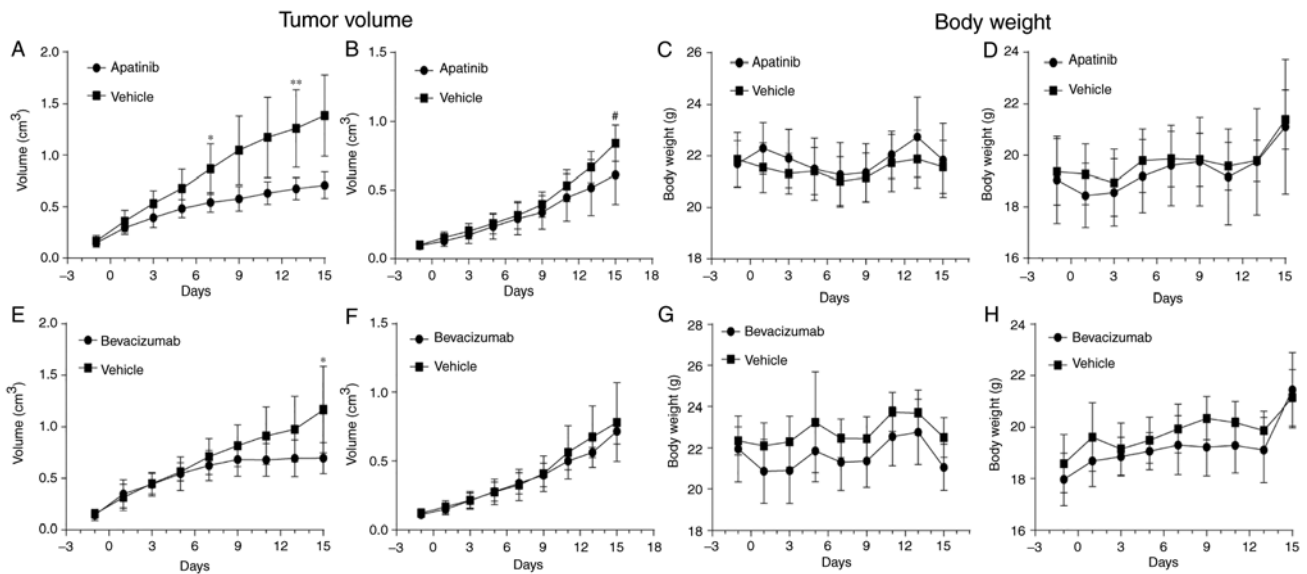 Tumor volume
Body weight
A
2.0
1.5
1.0
0.5
0.0
Volume (cm3)
Apatinib
Vehicle
*
**
−3 0 3 6 9 12 15
Days
B
1.5
1.0
0.5
0.0
Volume (cm3)
Apatinib
Vehicle
#
−3 0 3 6 9 12 15 18
Days
C
26
24
22
20
18
Body weight (g)
Apatinib
Vehicle
−3 0 3 6 9 12 15
Days
D
24
22
20
18
16
Body weight (g)
Apatinib
Vehicle
−3 0 3 6 9 12 15
Days
E
2.0
1.5
1.0
0.5
0.0
Volume (cm3)
Bevacizumab
Vehicle
*
−3 0 3 6 9 12 15
Days
F
1.5
1.0
0.5
0.0
Volume (cm3)
Bevacizumab
Vehicle
−3 0 3 6 9 12 15 18
Days
G
28
26
24
22
20
18
Body weight (g)
Bevacizumab
Vehicle
−3 0 3 6 9 12 15
Days
H
24
22
20
18
16
Body weight (g)
Bevacizumab
Vehicle
−3 0 3 6 9 12 15
Days